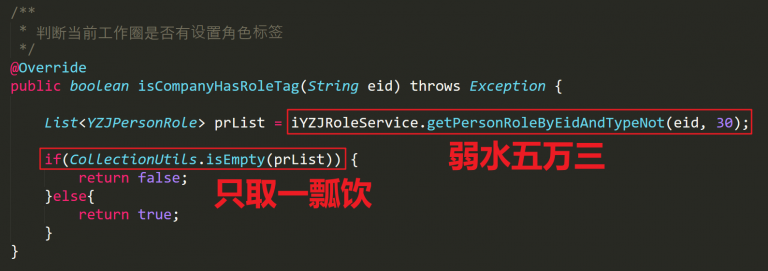 /**
 * 判断当前工作圈是否有设置角色标签
 */
@Override
public boolean isCompanyHasRoleTag(String eid) throws Exception {
    List<YZJPersonRole> prList = iYZJRoleService.getPersonRoleByEidAndTypeNot(eid, 30);
弱水五万三
    if(CollectionUtils.isEmpty(prList)) {
        return false;
只取一瓢饮
    }else{
        return true;
    }
}